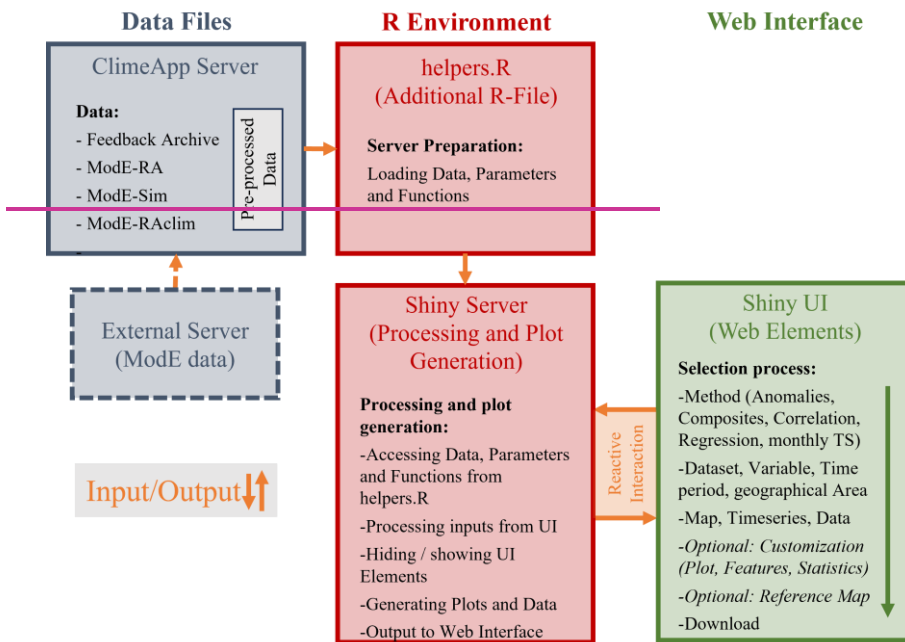 Data Files
R Environment
Web Interface
ClimeApp Server
Data:
- Feedback Archive
- ModE-RA
- ModE-Sim
- ModE-RAclim
-
Pre-processed
Data
helpers.R
(Additional R-File)
Server Preparation:
Loading Data, Parameters
and Functions
External Server
(ModE data)
Input/Output
Shiny Server
(Processing and Plot
Generation)
Processing and plot
generation:
-Accessing Data, Parameters
and Functions from
helpers.R
-Processing inputs from UI
-Hiding / showing UI
Elements
-Generating Plots and Data
-Output to Web Interface
Reactive
Interaction
Shiny UI
(Web Elements)
Selection process:
-Method (Anomalies,
Composites, Correlation,
Regression, monthly TS)
-Dataset, Variable, Time
period, geographical Area
-Map, Timeseries, Data
-Optional: Customization
(Plot, Features, Statistics)
-Optional: Reference Map
-Download